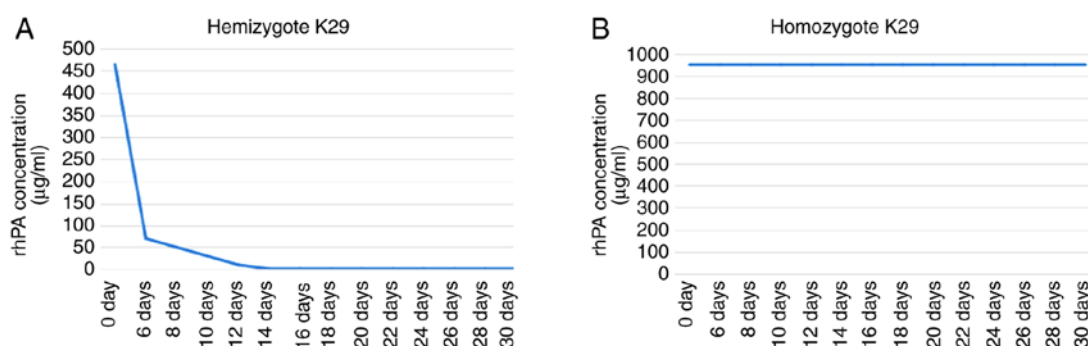 A
Hemizygote K29
rhPA concentration
(µg/ml)
500
450
400
350
300
250
200
150
100
50
0
0 day
6 days
8 days
10 days
12 days
14 days
16 days
18 days
20 days
22 days
24 days
26 days
28 days
30 days
B
Homozygote K29
rhPA concentration
(µg/ml)
1000
900
800
700
600
500
400
300
200
100
0
0 day
6 days
8 days
10 days
12 days
14 days
16 days
18 days
20 days
22 days
24 days
26 days
28 days
30 days